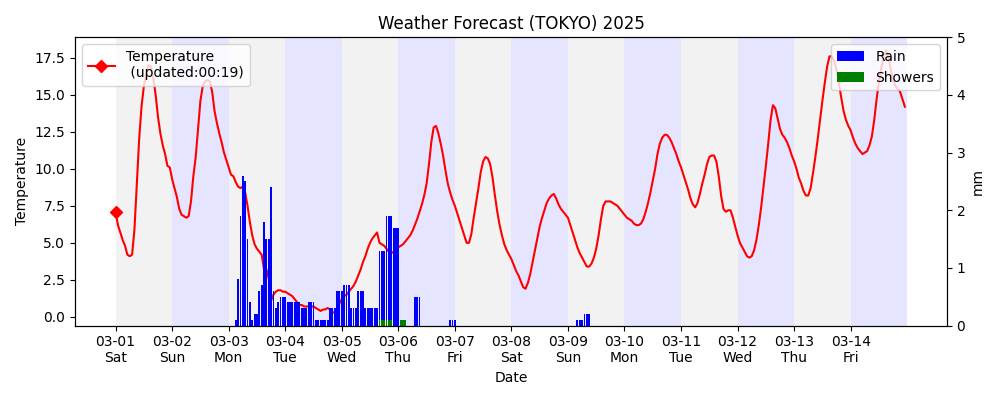 Weather Forecast (TOKYO) 2025
Temperature
(updated:00:19)
Rain
Showers
17.5
15.0
12.5
10.0
7.5
5.0
2.5
0.0
Temperature
5
4
3
2
1
0
mm
03-01 03-02 03-03 03-04 03-05 03-06 03-07 03-08 03-09 03-10 03-11 03-12 03-13 03-14
Sat Sun Mon Tue Wed Thu Fri Sat Sun Mon Tue Wed Thu Fri
Date